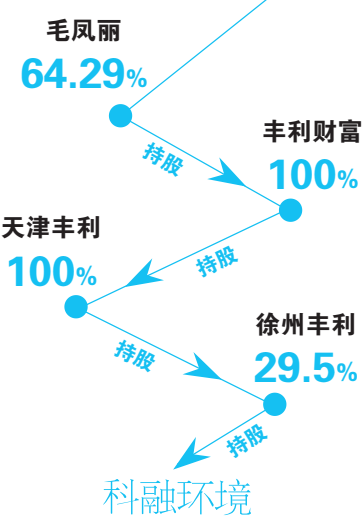 毛凤丽
64.29%
持股
丰利财富
100%
持股
天津丰利
100%
持股
徐州丰利
29.5%
持股
科融环境